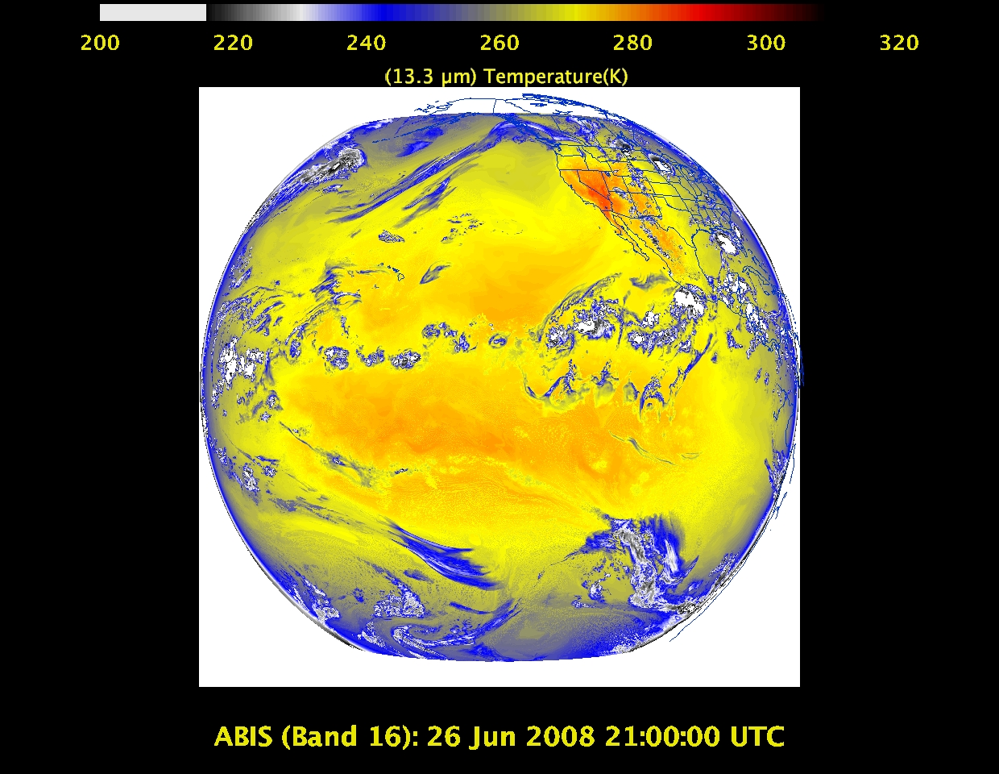 200 220 240 260 280 300 320
(13.3 µm) Temperature(K)
ABIS (Band 16): 26 Jun 2008 21:00:00 UTC